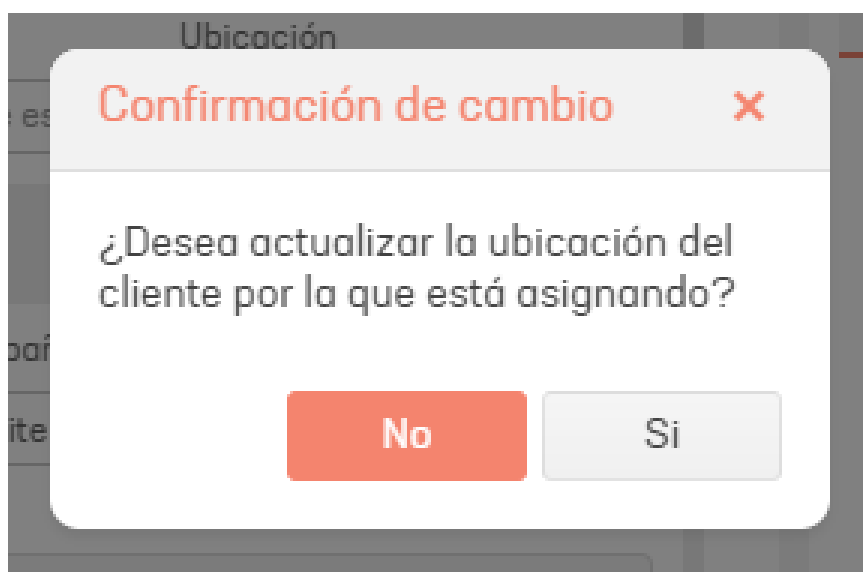 Ubicación
Confirmación de cambio
¿Desea actualizar la ubicación del
cliente por la que está asignando?
No
Si